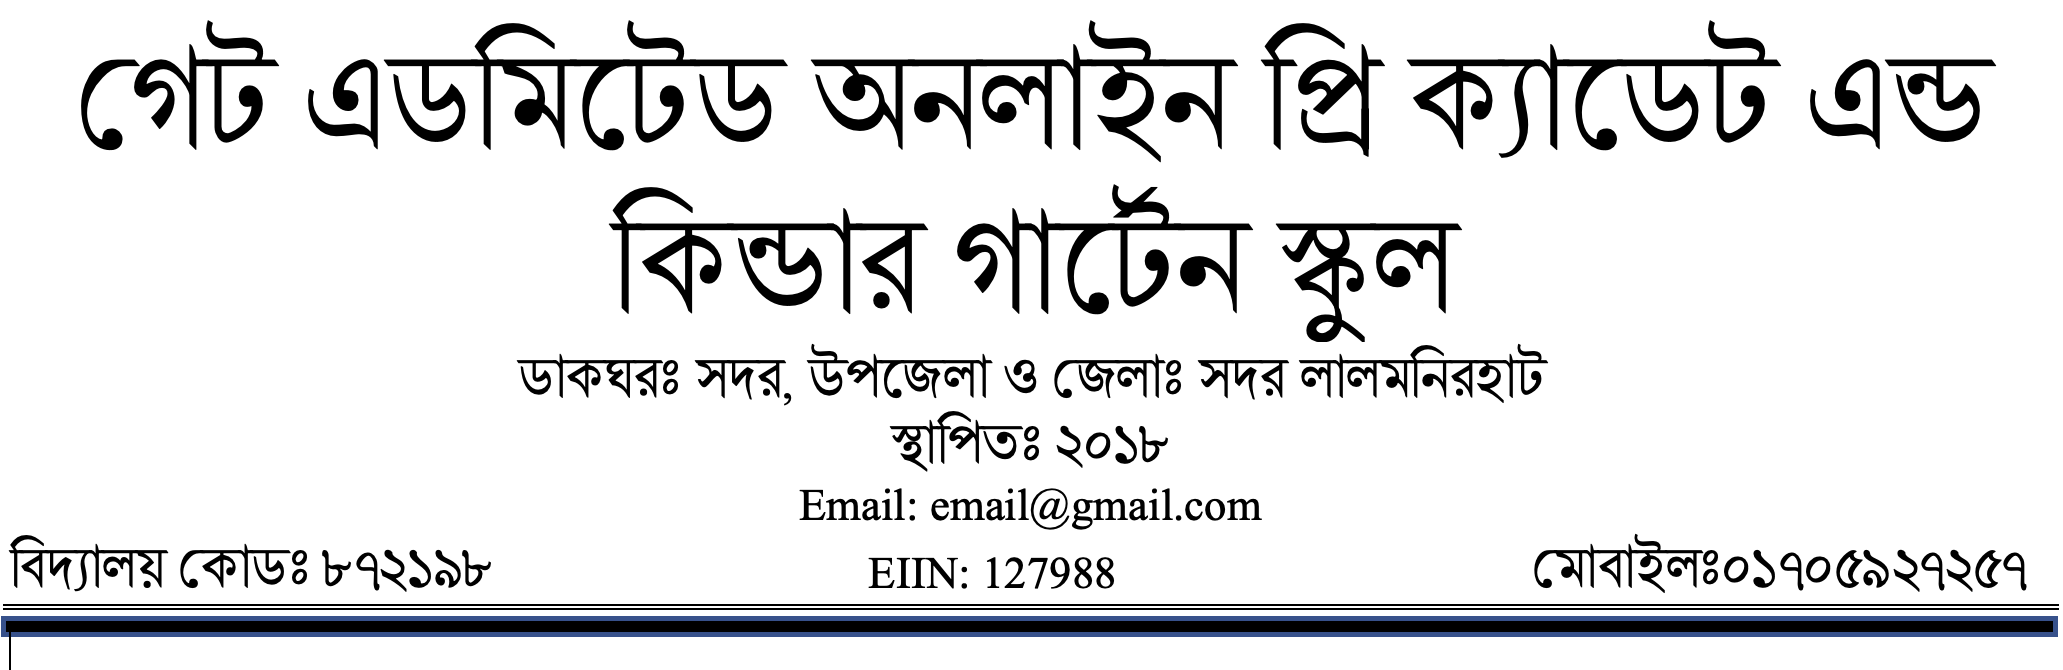 গেট এডমিটেড অনলাইন প্রি ক্যাডেট এন্ড
কিন্ডার গার্টেন স্কুল
ডাকঘরঃ সদর, উপজেলা ও জেলাঃ সদর লালমনিরহাট
স্থাপিতঃ ২০১৮
Email: email@gmail.com
বিদ্যালয় কোডঃ ৮৭২১৯৮ EIIN: 127988 মোবাইলঃ০১৭০৫৯২৭২৫৭